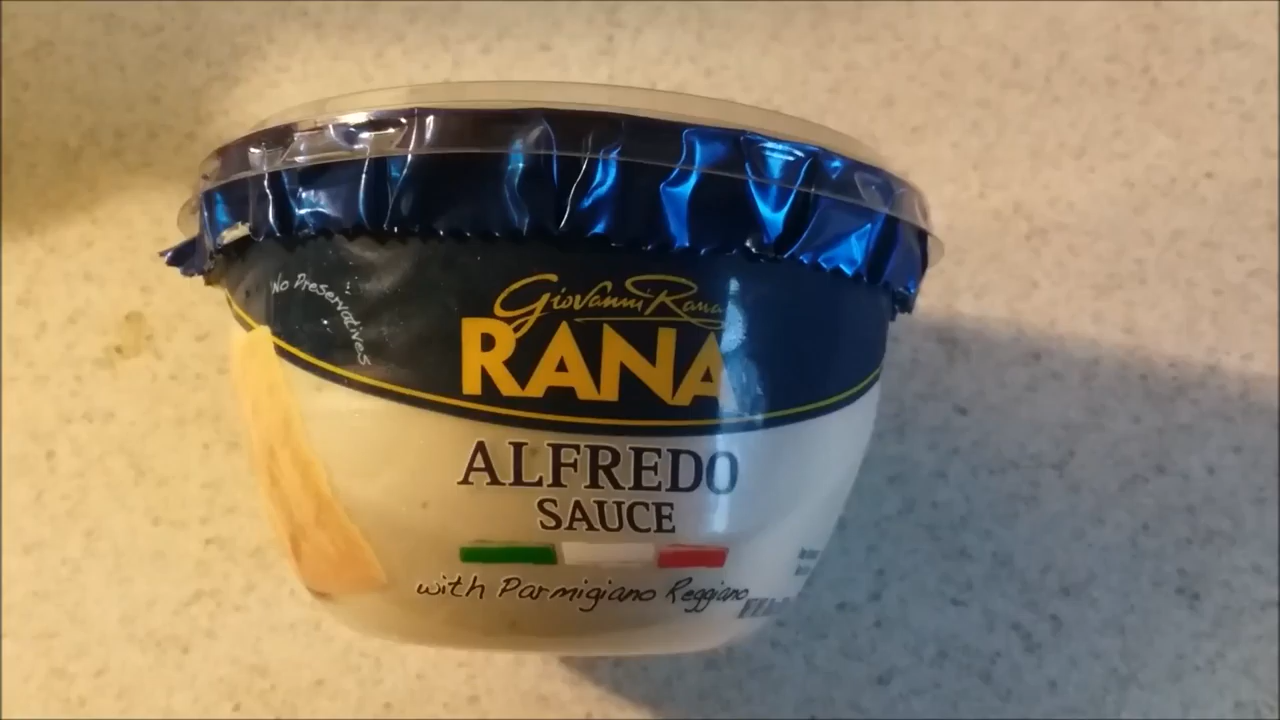 No Preservatives
Giovanni Rana
RANA
ALFREDO
SAUCE
with Parmigiano Reggiano